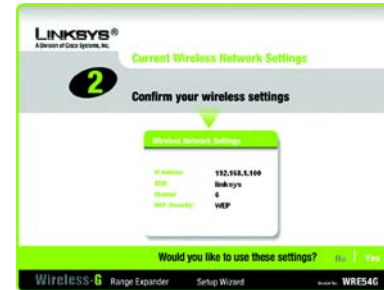 LINKSYS®
A Division of Cisco Systems, Inc.
Current Wireless Network Settings
2
Confirm your wireless settings
Wireless Network Settings
IP Address 192.168.1.100
SSID linksys
Channel 6
WEP (Security) WEP
Would you like to use these settings?
No Yes
Wireless-G Range Expander Setup Wizard
Model No. WRE54G